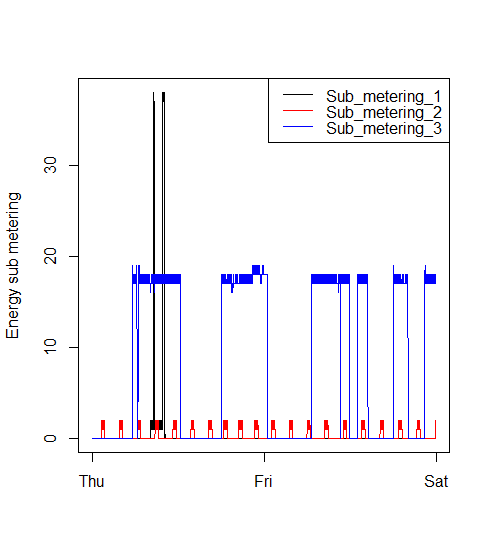 Sub_metering_1
Sub_metering_2
Sub_metering_3
Energy sub metering
30
20
10
0
Thu Fri Sat